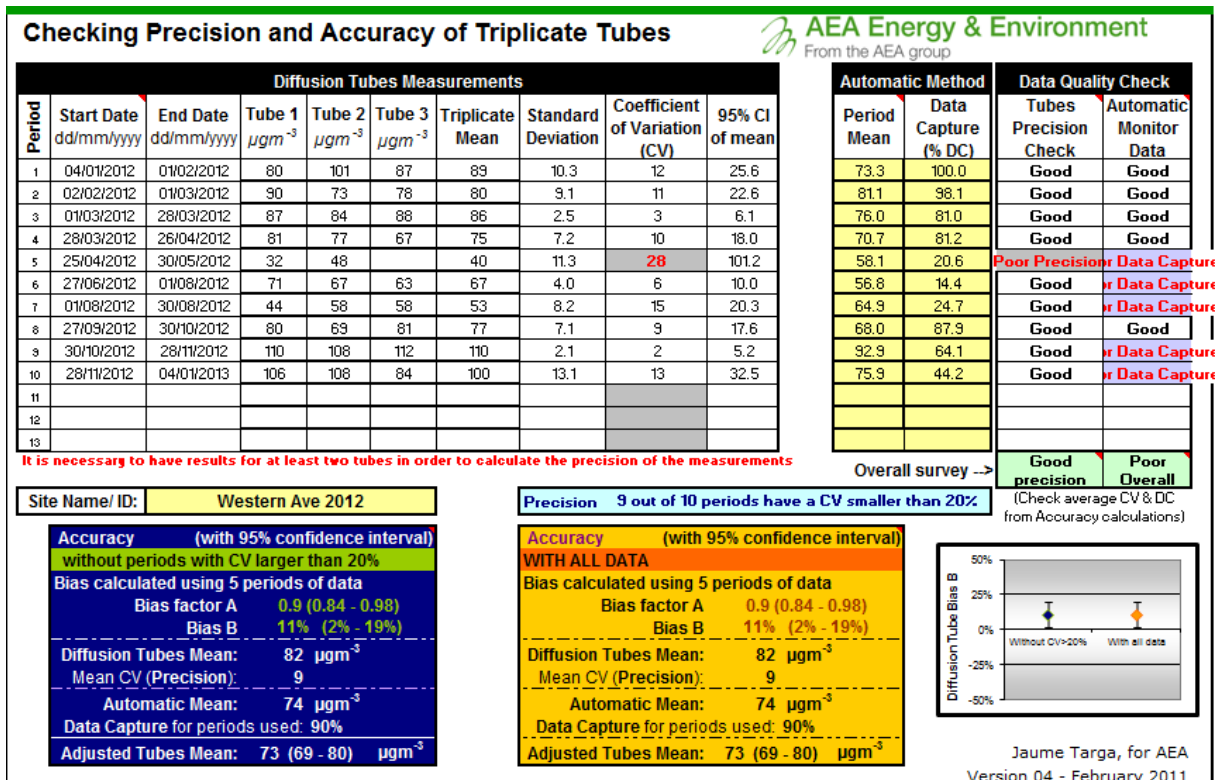 Checking Precision and Accuracy of Triplicate Tubes
AEA Energy & Environment
From the AEA group
Diffusion Tubes Measurements
Automatic Method
Data Quality Check
Period Start Date dd/mm/yyyy End Date dd/mm/yyyy Tube 1 µgm-3 Tube 2 µgm-3 Tube 3 µgm-3 Triplicate Mean Standard Deviation Coefficient of Variation (CV) 95% CI of mean Period Mean Data Capture (% DC) Tubes Precision Check Automatic Monitor Data
1 04/01/2012 01/02/2012 80 101 87 89 10.3 12 25.6 73.3 100.0 Good Good
2 02/02/2012 01/03/2012 90 73 78 80 9.1 11 22.6 81.1 98.1 Good Good
3 01/03/2012 28/03/2012 87 84 88 86 2.5 3 6.1 76.0 81.0 Good Good
4 28/03/2012 26/04/2012 81 77 67 75 7.2 10 18.0 70.7 81.2 Good Good
5 25/04/2012 30/05/2012 32 48 40 11.3 28 101.2 58.1 20.6 Poor Precision r Data Capture
6 27/06/2012 01/08/2012 71 67 63 67 4.0 6 10.0 56.8 14.4 Good r Data Capture
7 01/08/2012 30/08/2012 44 58 58 53 8.2 15 20.3 64.9 24.7 Good r Data Capture
8 27/09/2012 30/10/2012 80 69 81 77 7.1 9 17.6 68.0 87.9 Good Good
9 30/10/2012 28/11/2012 110 108 112 110 2.1 2 5.2 92.9 64.1 Good r Data Capture
10 28/11/2012 04/01/2013 106 108 84 100 13.1 13 32.5 75.9 44.2 Good r Data Capture
11
12
13
It is necessary to have results for at least two tubes in order to calculate the precision of the measurements
Overall survey --> Good precision Poor Overall
(Check average CV & DC
from Accuracy calculations)
Site Name/ ID: Western Ave 2012
Precision 9 out of 10 periods have a CV smaller than 20%
Accuracy (with 95% confidence interval)
without periods with CV larger than 20%
Bias calculated using 5 periods of data
Bias factor A 0.9 (0.84 - 0.98)
Bias B 11% (2% - 19%)
Diffusion Tubes Mean: 82 µgm-3
Mean CV (Precision): 9
Automatic Mean: 74 µgm-3
Data Capture for periods used: 90%
Adjusted Tubes Mean: 73 (69 - 80) µgm-3
Accuracy (with 95% confidence interval)
WITH ALL DATA
Bias calculated using 5 periods of data
Bias factor A 0.9 (0.84 - 0.98)
Bias B 11% (2% - 19%)
Diffusion Tubes Mean: 82 µgm-3
Mean CV (Precision): 9
Automatic Mean: 74 µgm-3
Data Capture for periods used: 90%
Adjusted Tubes Mean: 73 (69 - 80) µgm-3
Diffusion Tube Bias B
50%
25%
0%
-25%
-50%
Without CV>20% With all data
Jaume Targa, for AEA
Version 04 - February 2011